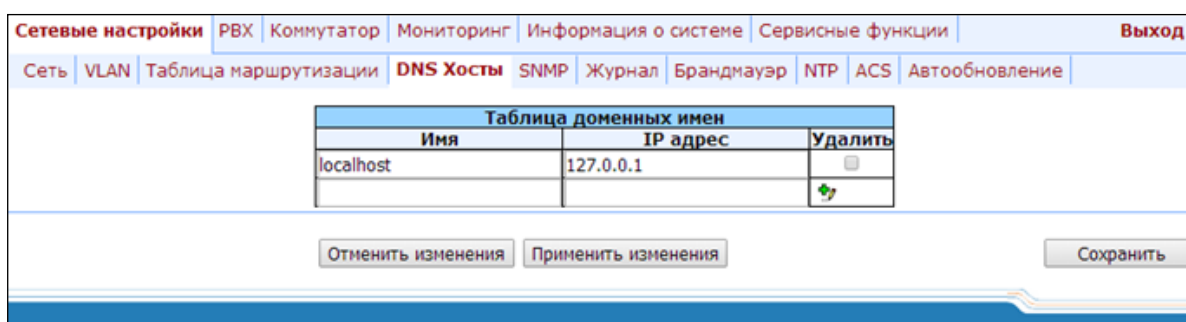 Сетевые настройки PBX Коммутатор Мониторинг Информация о системе Сервисные функции Выход
Сеть VLAN Таблица маршрутизации DNS Хосты SNMP Журнал Брандмауэр NTP ACS Автообновление
Таблица доменных имен
Имя IP адрес Удалить
localhost 127.0.0.1
Отменить изменения Применить изменения Сохранить